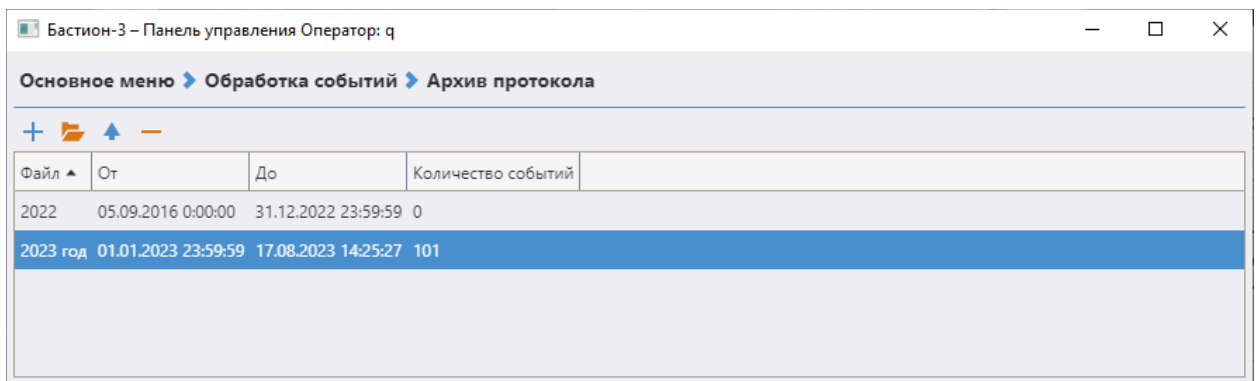 Бастион-3 – Панель управления Оператор: q
Основное меню Обработка событий Архив протокола
Файл От До Количество событий
2022 05.09.2016 0:00:00 31.12.2022 23:59:59 0
2023 год 01.01.2023 23:59:59 17.08.2023 14:25:27 101